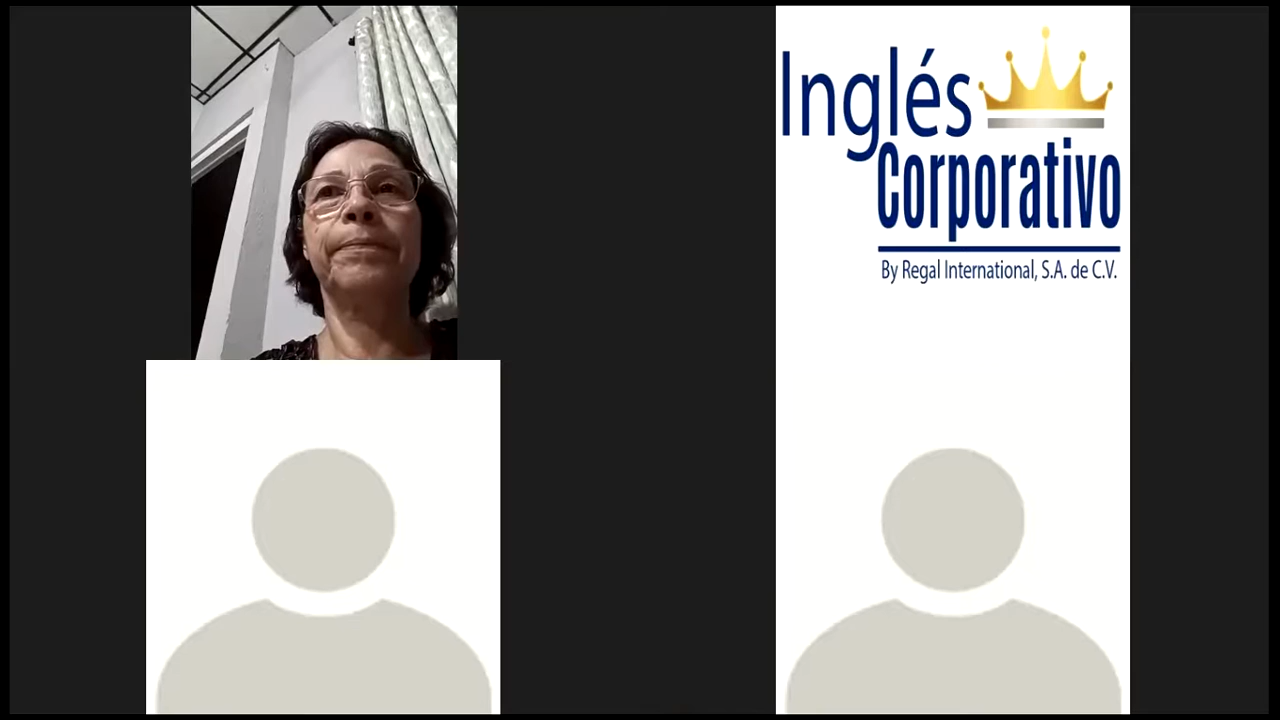 Inglés
Corporativo
By Regal International, S.A. de C.V.